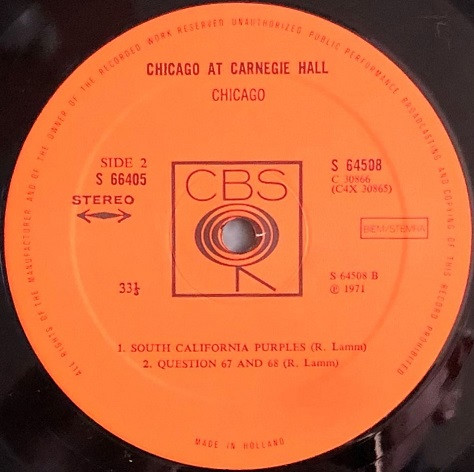 ALL RIGHTS OF THE MANUFACTURER AND OF THE OWNER OF THE RECORDED WORK RESERVED UNAUTHORIZED PUBLIC PERFORMANCE BROADCASTING AND COPYING OF THIS RECORD PROHIBITED
CHICAGO AT CARNEGIE HALL
CHICAGO
SIDE 2
S 66405
STEREO
CBS
S 64508
C 30866
(C4X 30865)
BIEM/STEMRA
33⅓
S 64508 B
℗ 1971
1. SOUTH CALIFORNIA PURPLES (R. Lamm)
2. QUESTION 67 AND 68 (R. Lamm)
MADE IN HOLLAND